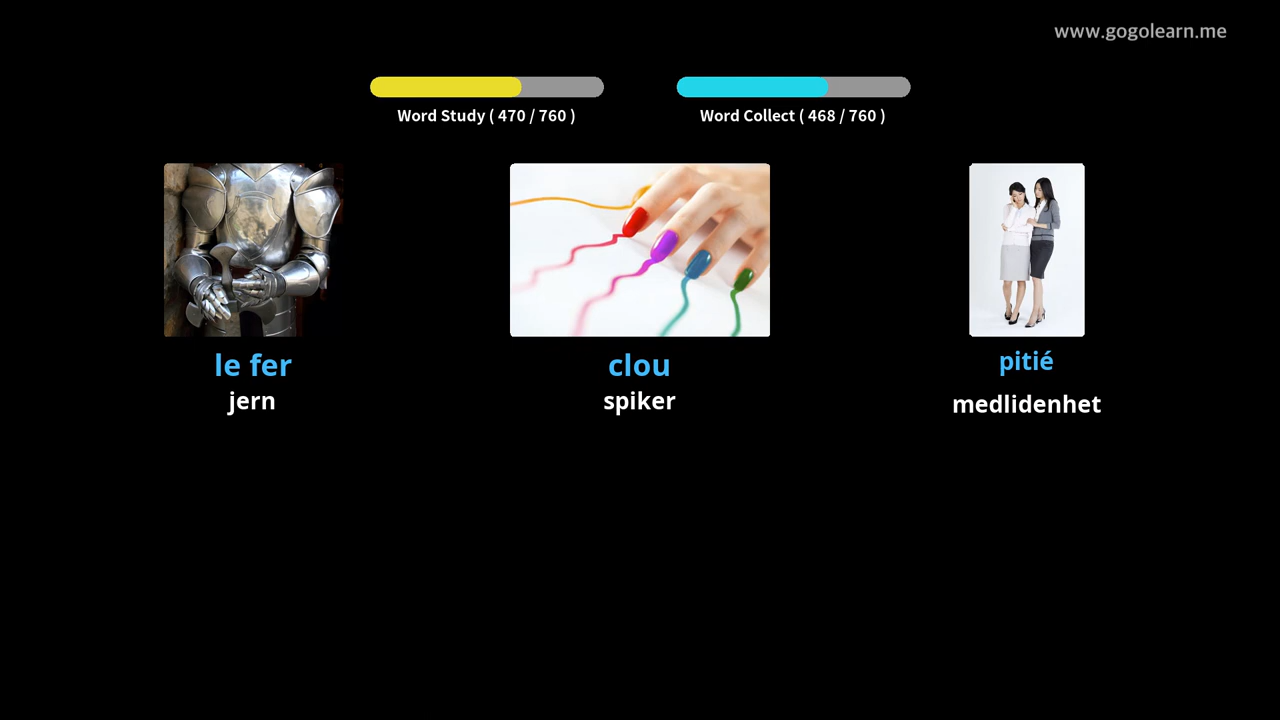 www.gogolearn.me
Word Study ( 470 / 760 )
Word Collect ( 468 / 760 )
le fer
jern
clou
spiker
pitié
medlidenhet